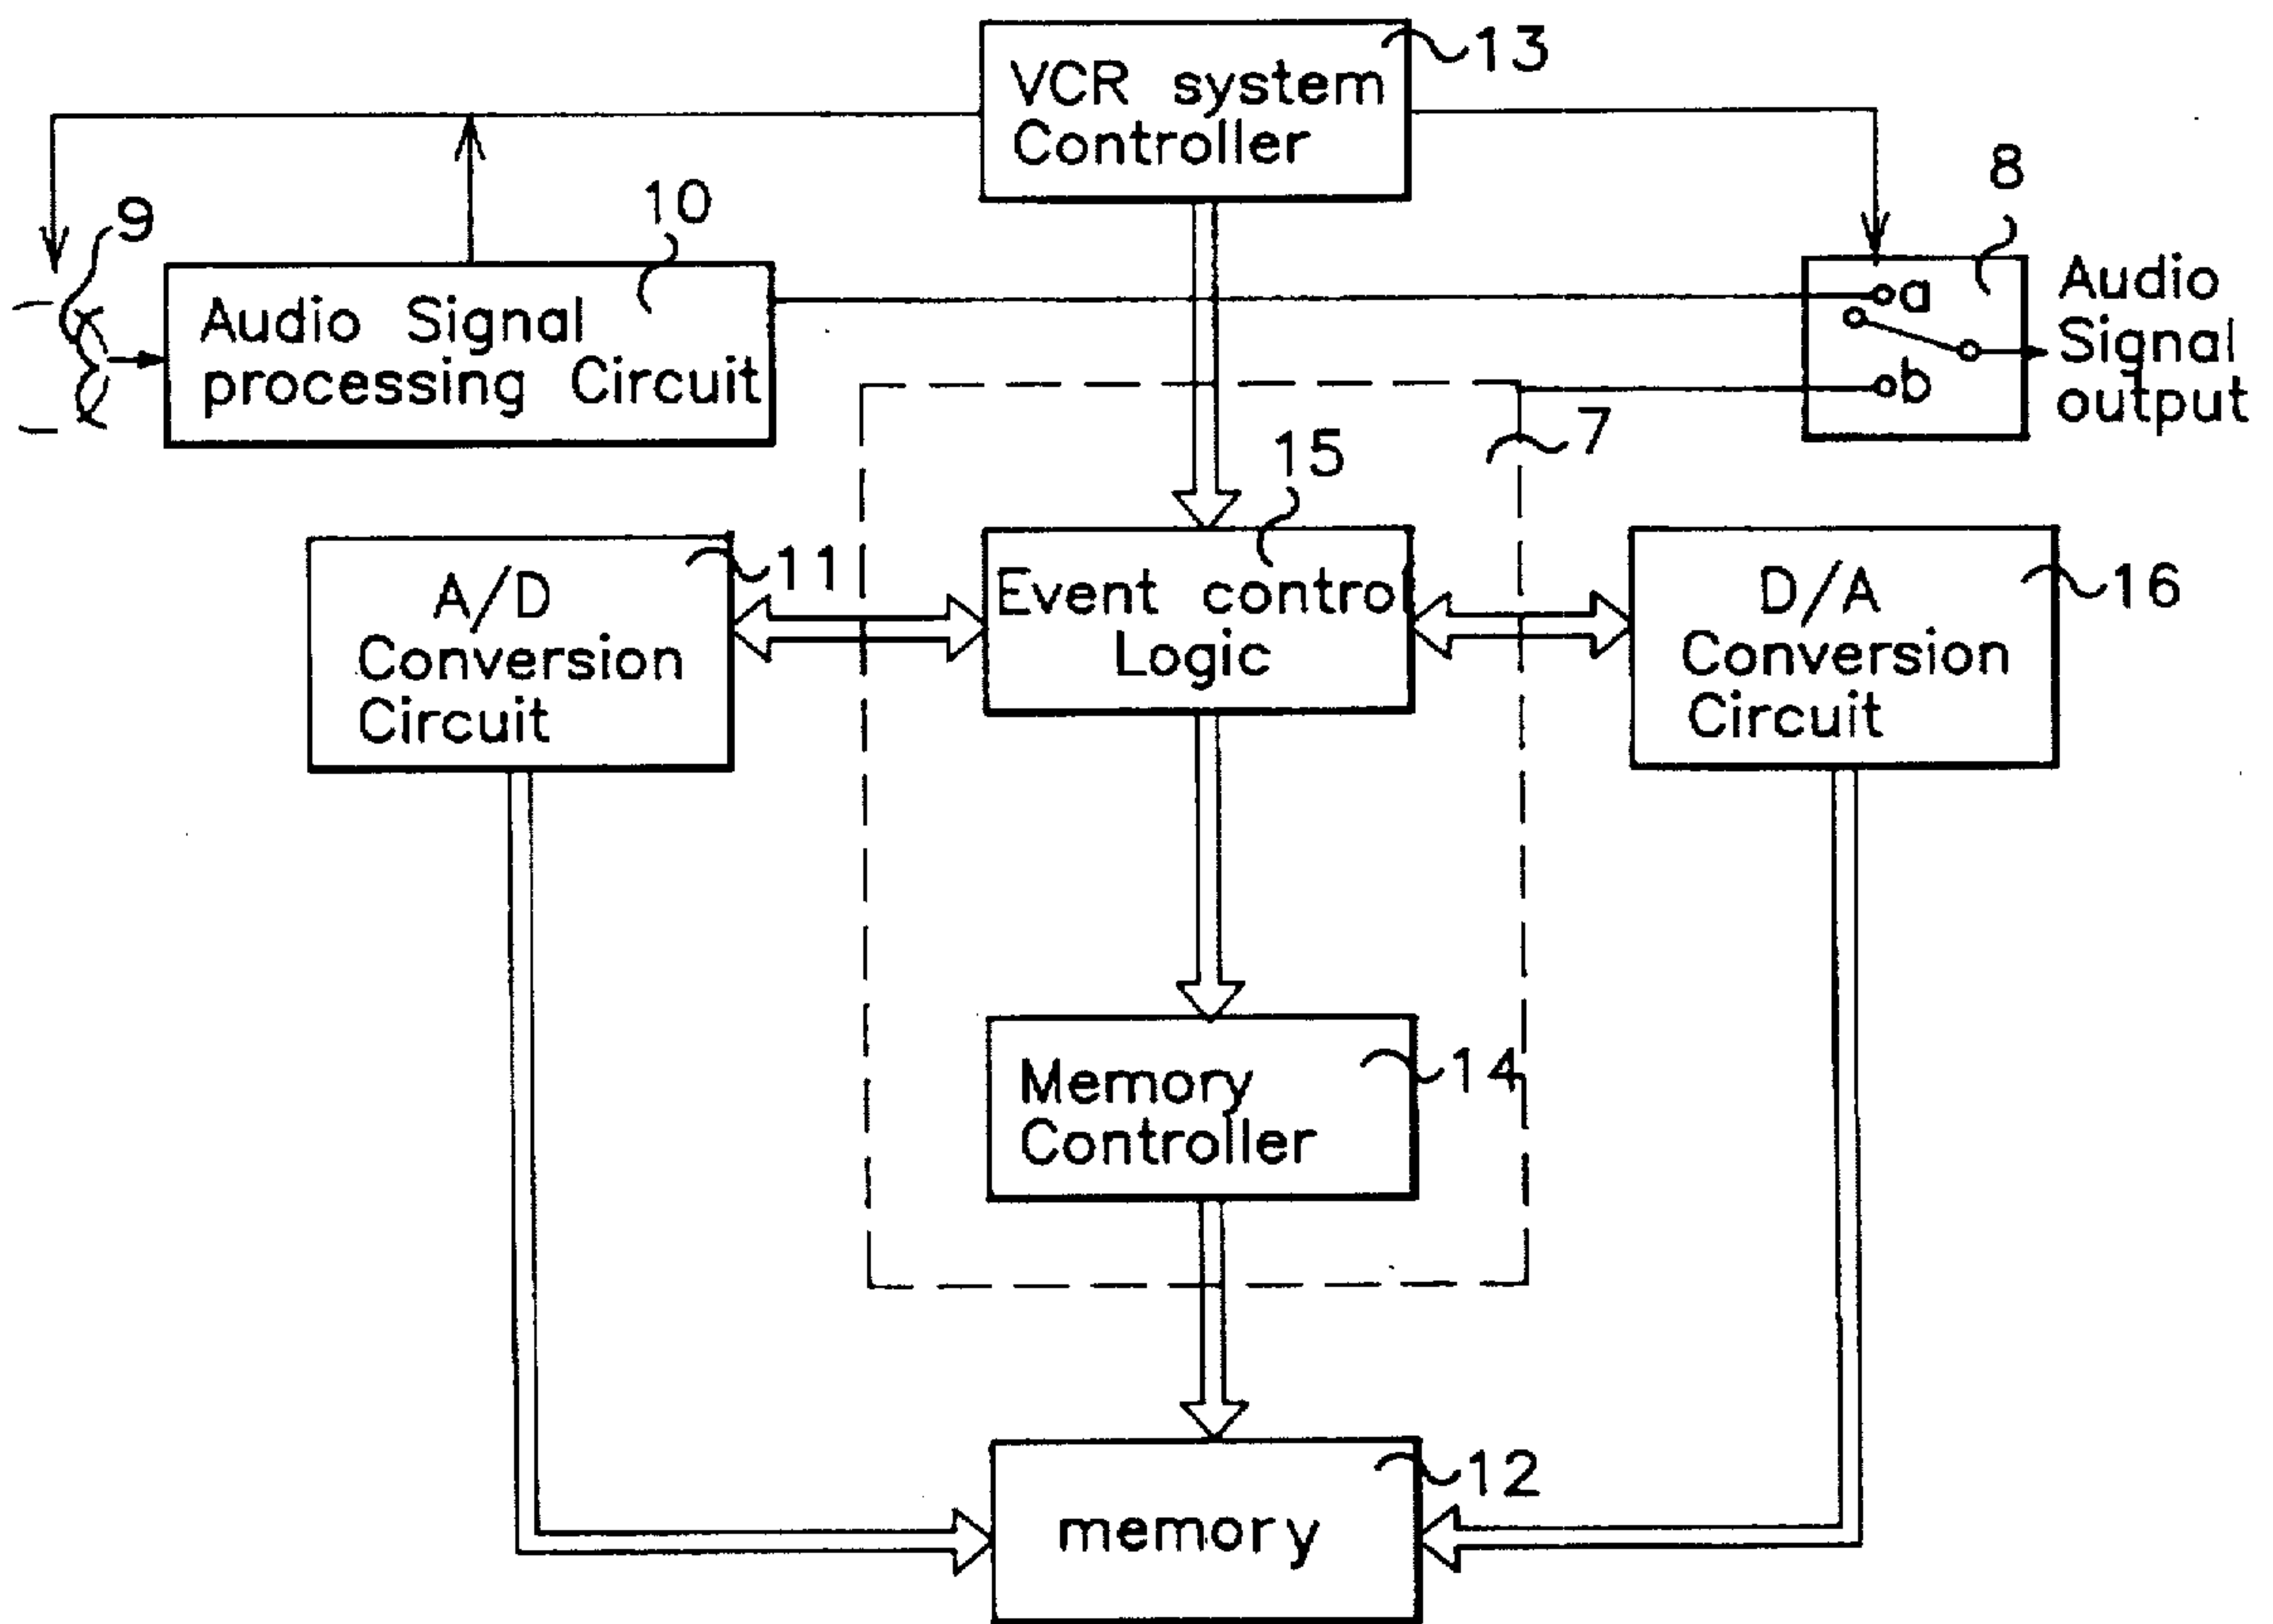 VCR system
Controller
13
9
10
Audio Signal
processing Circuit
8
a
b
Audio
Signal
output
7
15
Event control
Logic
A/D
Conversion
Circuit
11
D/A
Conversion
Circuit
16
Memory
Controller
14
memory
12